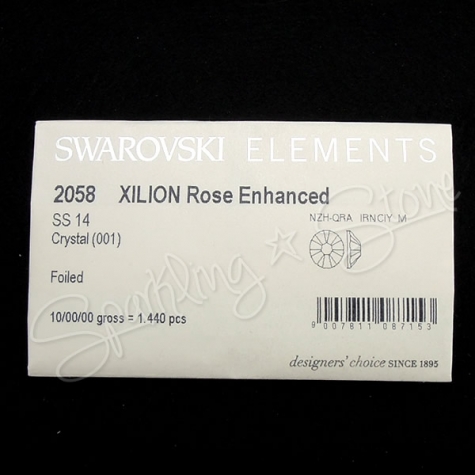 SWAROVSKI ELEMENTS
2058 XILION Rose Enhanced
SS 14
Crystal (001)
NZH-QRA IRNCIY M
Foiled
10/00/00 gross = 1.440 pcs
9 007811 087153
designers' choice SINCE 1895
Sparkling ☆ Stone